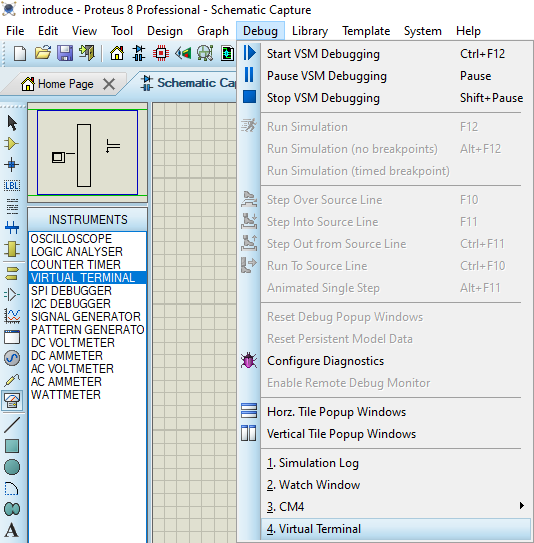 introduce - Proteus 8 Professional - Schematic Capture
File Edit View Tool Design Graph Debug Library Template System Help
Home Page Schematic Cap
LBL
INSTRUMENTS
OSCILLOSCOPE
LOGIC ANALYSER
COUNTER TIMER
VIRTUAL TERMINAL
SPI DEBUGGER
I2C DEBUGGER
SIGNAL GENERATOR
PATTERN GENERATO
DC VOLTMETER
DC AMMETER
AC VOLTMETER
AC AMMETER
WATTMETER
A
Start VSM Debugging Ctrl+F12
Pause VSM Debugging Pause
Stop VSM Debugging Shift+Pause
Run Simulation F12
Run Simulation (no breakpoints) Alt+F12
Run Simulation (timed breakpoint)
Step Over Source Line F10
Step Into Source Line F11
Step Out from Source Line Ctrl+F11
Run To Source Line Ctrl+F10
Animated Single Step Alt+F11
Reset Debug Popup Windows
Reset Persistent Model Data
Configure Diagnostics
Enable Remote Debug Monitor
Horz. Tile Popup Windows
Vertical Tile Popup Windows
1. Simulation Log
2. Watch Window
3. CM4
4. Virtual Terminal